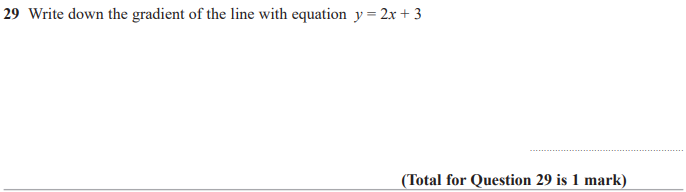 29 Write down the gradient of the line with equation y = 2x + 3
(Total for Question 29 is 1 mark)